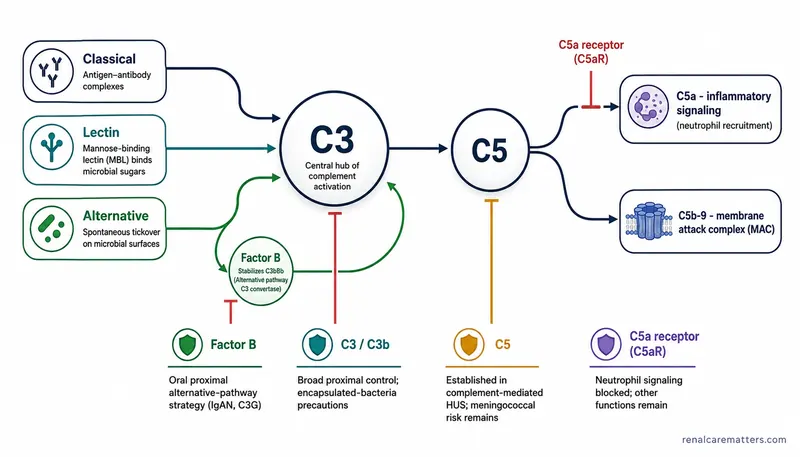 Classical
Antigen–antibody
complexes
Lectin
Mannose-binding
lectin (MBL) binds
microbial sugars
Alternative
Spontaneous tickover
on microbial surfaces
Factor B
Stabilizes C3bBb
(Alternative pathway
C3 convertase)
C3
Central hub of
complement
activation
C5
C5a receptor
(C5aR)
C5a - inflammatory
signaling
(neutrophil recruitment)
C5b-9 - membrane
attack complex (MAC)
Factor B
Oral proximal
alternative-pathway
strategy (IgAN, C3G)
C3 / C3b
Broad proximal control;
encapsulated-bacteria
precautions
C5
Established in
complement-mediated
HUS; meningococcal
risk remains
C5a receptor
(C5aR)
Neutrophil signaling
blocked; other
functions remain
renalcarematters.com